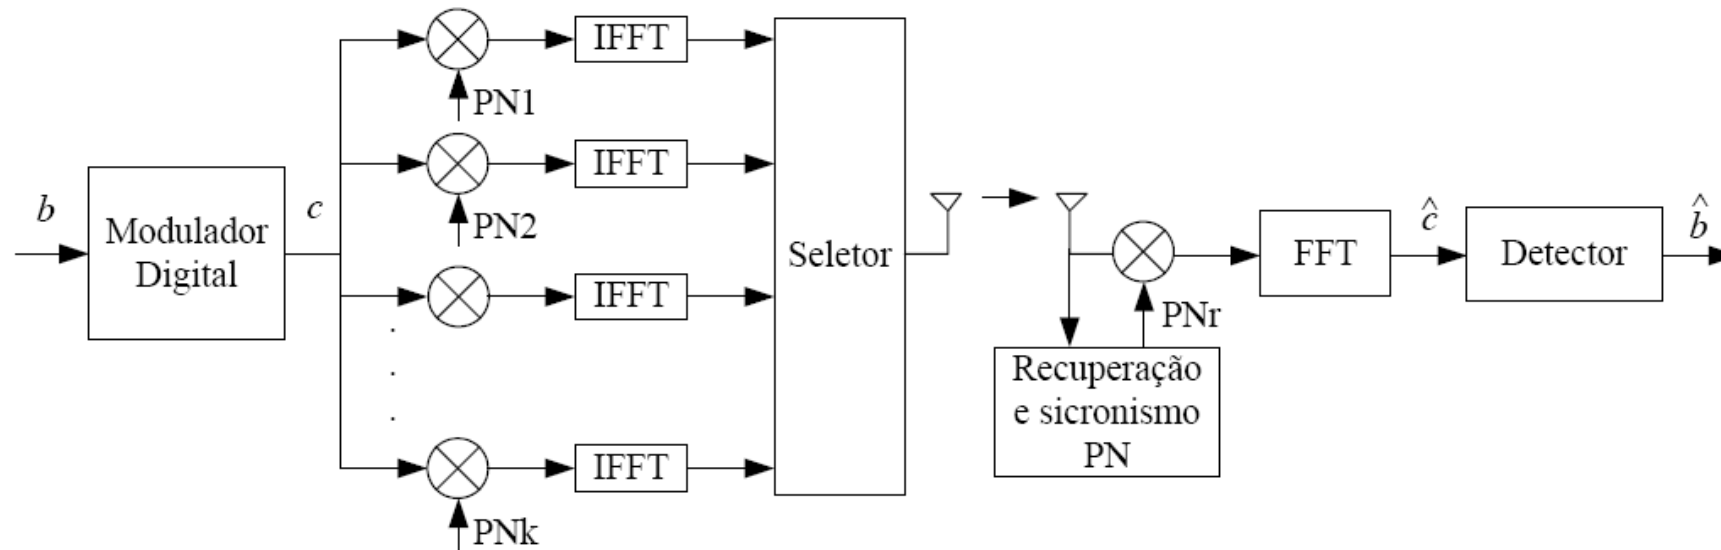 IFFT
PN1
IFFT
PN2
b
Modulador
Digital
c
IFFT
Seletor
PNr
FFT
ĉ
Detector
b̂
Recuperação
e sicronismo
PN
.
.
.
IFFT
PNk